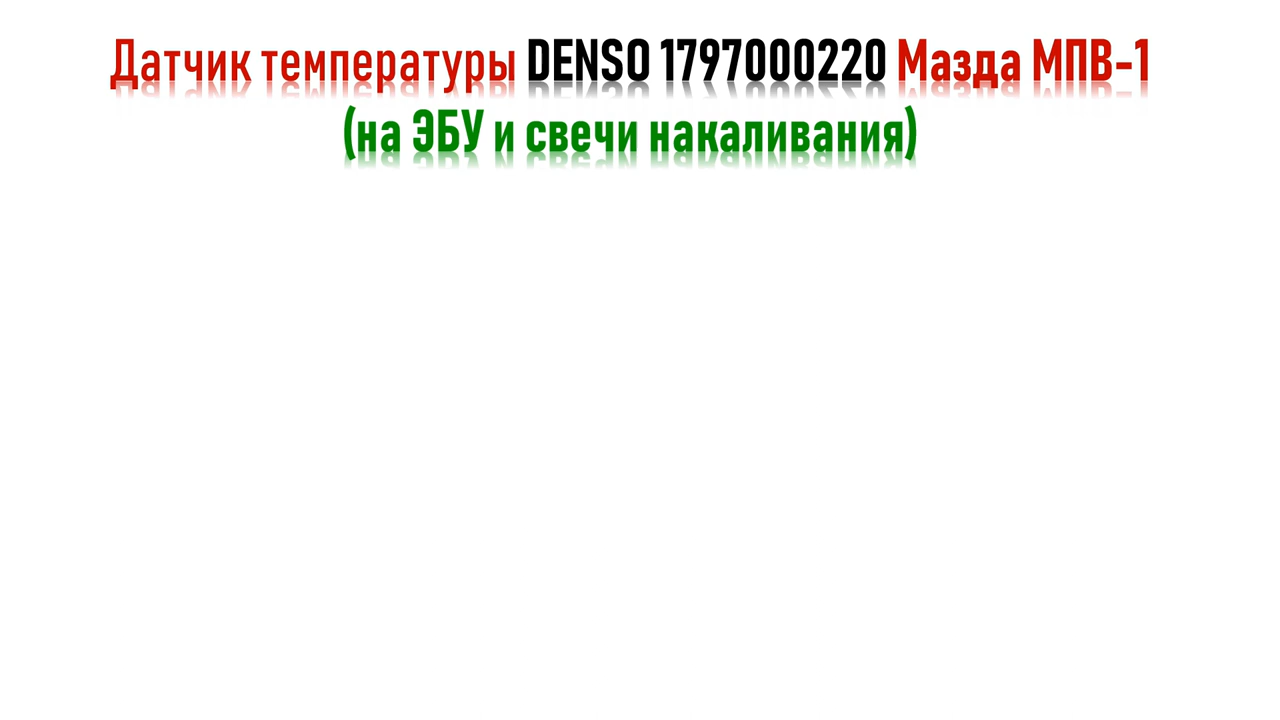 Датчик температуры DENSO 1797000220 Мазда МПВ-1
(на ЭБУ и свечи накаливания)